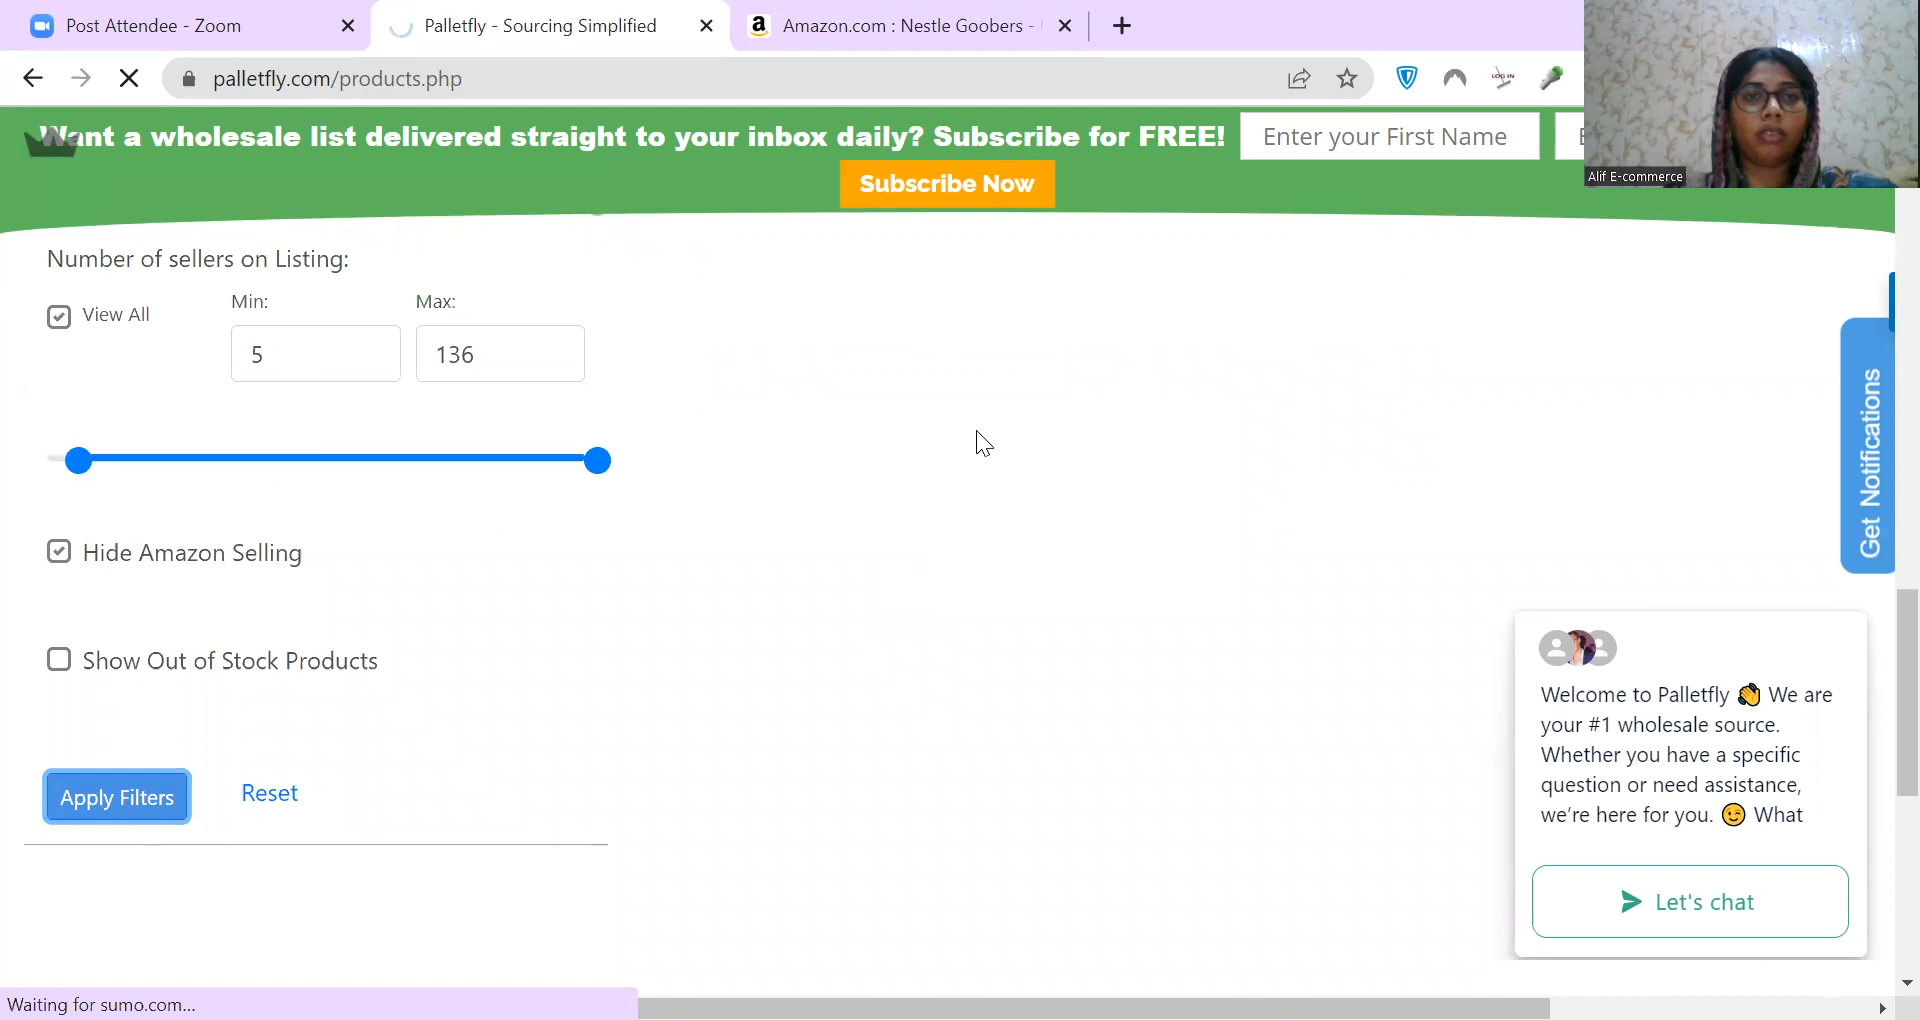 Post Attendee - Zoom
Palletfly - Sourcing Simplified
Amazon.com : Nestle Goobers -
palletfly.com/products.php
LOG IN
Want a wholesale list delivered straight to your inbox daily? Subscribe for FREE!
Enter your First Name
Subscribe Now
Alif E-commerce
Number of sellers on Listing:
View All
Min:
Max:
5
136
Hide Amazon Selling
Show Out of Stock Products
Apply Filters
Reset
Get Notifications
Welcome to Palletfly 👋 We are
your #1 wholesale source.
Whether you have a specific
question or need assistance,
we're here for you. 😉 What
Let's chat
Waiting for sumo.com...